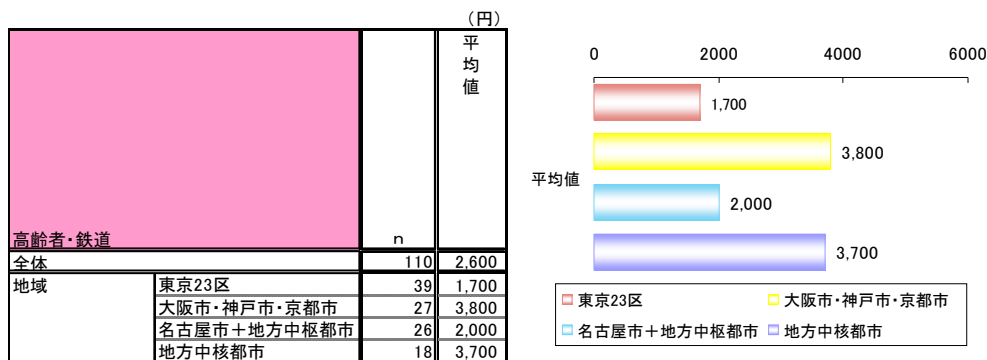 (円)
高齢者・鉄道 n 平均値
全体 110 2,600
地域 東京23区 39 1,700
大阪市・神戸市・京都市 27 3,800
名古屋市＋地方中枢都市 26 2,000
地方中核都市 18 3,700
0 2000 4000 6000
1,700
3,800
平均値
2,000
3,700
東京23区 大阪市・神戸市・京都市
名古屋市＋地方中枢都市 地方中核都市